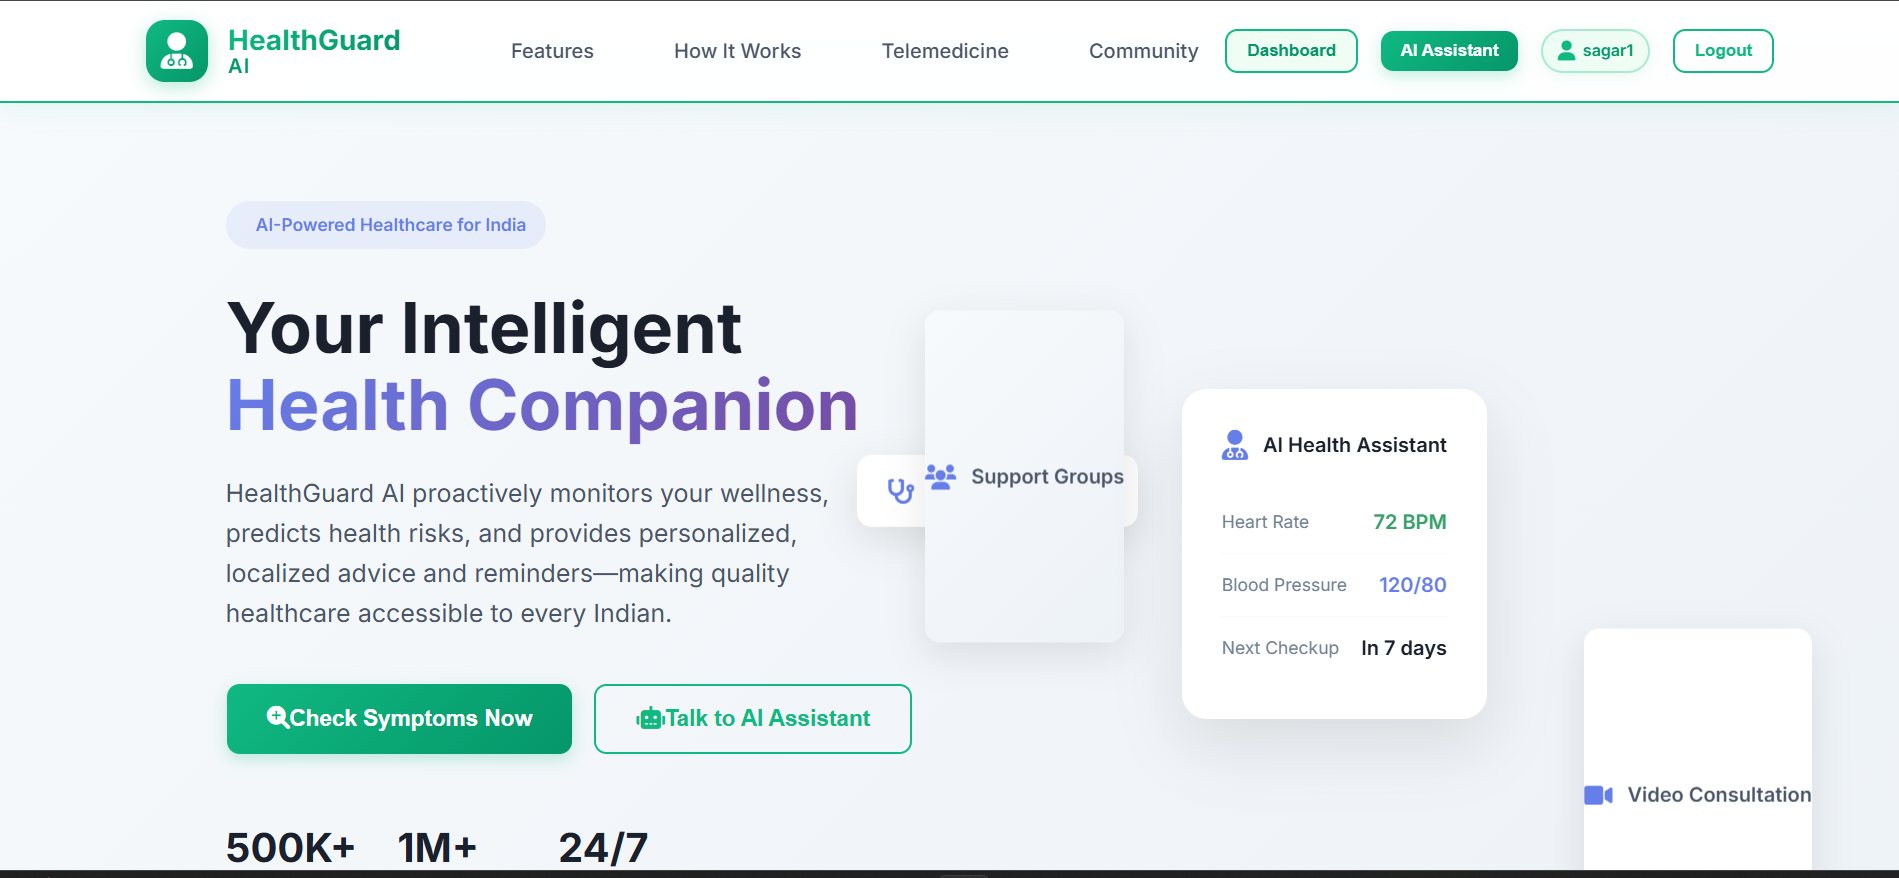 HealthGuard
AI
Features
How It Works
Telemedicine
Community
Dashboard
AI Assistant
sagar1
Logout
AI-Powered Healthcare for India
Your Intelligent
Health Companion
HealthGuard AI proactively monitors your wellness,
predicts health risks, and provides personalized,
localized advice and reminders—making quality
healthcare accessible to every Indian.
Check Symptoms Now
Talk to AI Assistant
500K+
1M+
24/7
Support Groups
AI Health Assistant
Heart Rate 72 BPM
Blood Pressure 120/80
Next Checkup In 7 days
Video Consultation